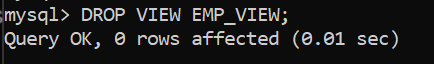 mysql> DROP VIEW EMP_VIEW;
Query OK, 0 rows affected (0.01 sec)